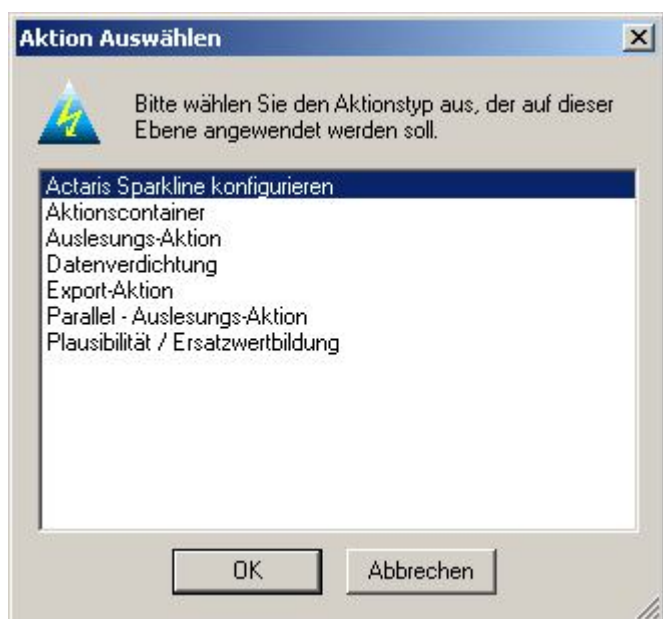 Aktion Auswählen
Bitte wählen Sie den Aktionstyp aus, der auf dieser
Ebene angewendet werden soll.
Actaris Sparkline konfigurieren
Aktionscontainer
Auslesungs-Aktion
Datenverdichtung
Export-Aktion
Parallel - Auslesungs-Aktion
Plausibilität / Ersatzwertbildung
OK
Abbrechen